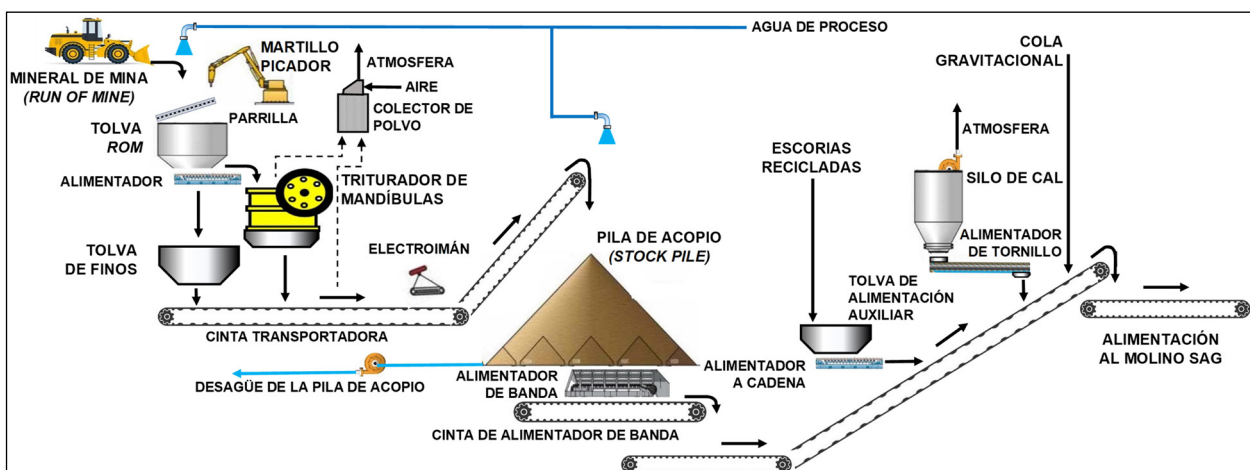 AGUA DE PROCESO
MINERAL DE MINA
(RUN OF MINE)
MARTILLO
PICADOR
PARRILLA
ATMOSFERA
AIRE
COLECTOR DE
POLVO
TOLVA
ROM
ALIMENTADOR
TRITURADOR DE
MANDÍBULAS
TOLVA
DE FINOS
ELECTROIMÁN
CINTA TRANSPORTADORA
PILA DE ACOPIO
(STOCK PILE)
DESAGÜE DE LA PILA DE ACOPIO
ALIMENTADOR
DE BANDA
CINTA DE ALIMENTADOR DE BANDA
ESCORIAS
RECICLADAS
TOLVA DE
ALIMENTACIÓN
AUXILIAR
ALIMENTADOR
A CADENA
COLA
GRAVITACIONAL
ATMOSFERA
SILO DE CAL
ALIMENTADOR
DE TORNILLO
ALIMENTACIÓN
AL MOLINO SAG